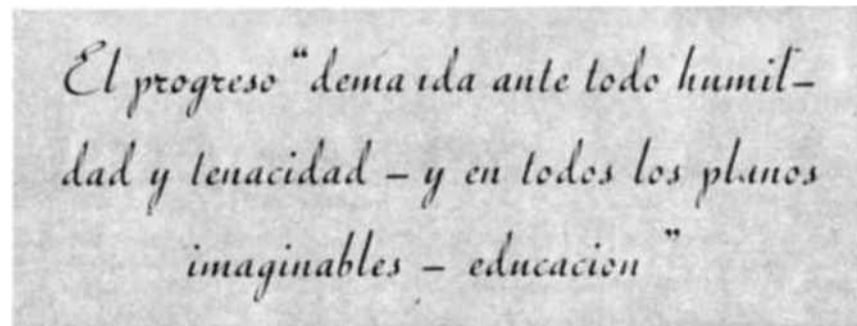 El progreso “demanda ante todo humil-
dad y tenacidad – y en todos los planos
imaginables – educacion”